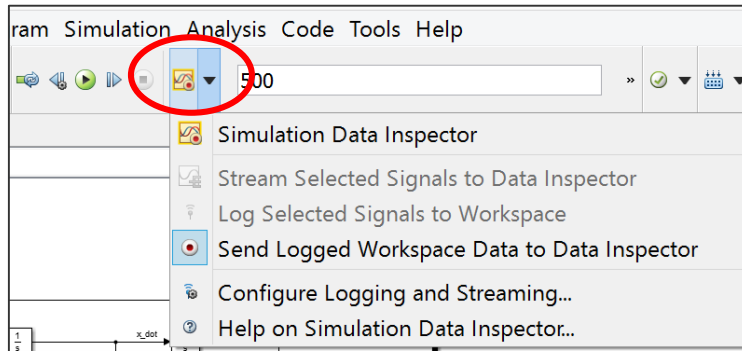 ram Simulation Analysis Code Tools Help
500 »
Simulation Data Inspector
Stream Selected Signals to Data Inspector
Log Selected Signals to Workspace
Send Logged Workspace Data to Data Inspector
Configure Logging and Streaming...
? Help on Simulation Data Inspector...
1
s
x_dot
s